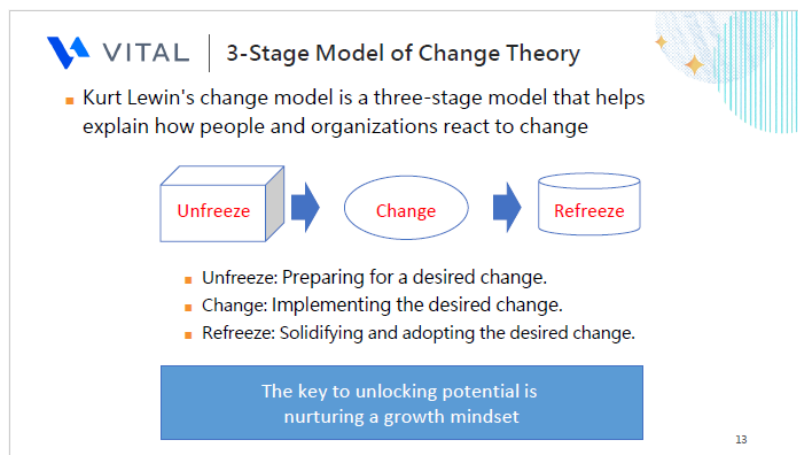 VITAL
3-Stage Model of Change Theory
Kurt Lewin's change model is a three-stage model that helps
explain how people and organizations react to change
Unfreeze
Change
Refreeze
Unfreeze: Preparing for a desired change.
Change: Implementing the desired change.
Refreeze: Solidifying and adopting the desired change.
The key to unlocking potential is
nurturing a growth mindset
13